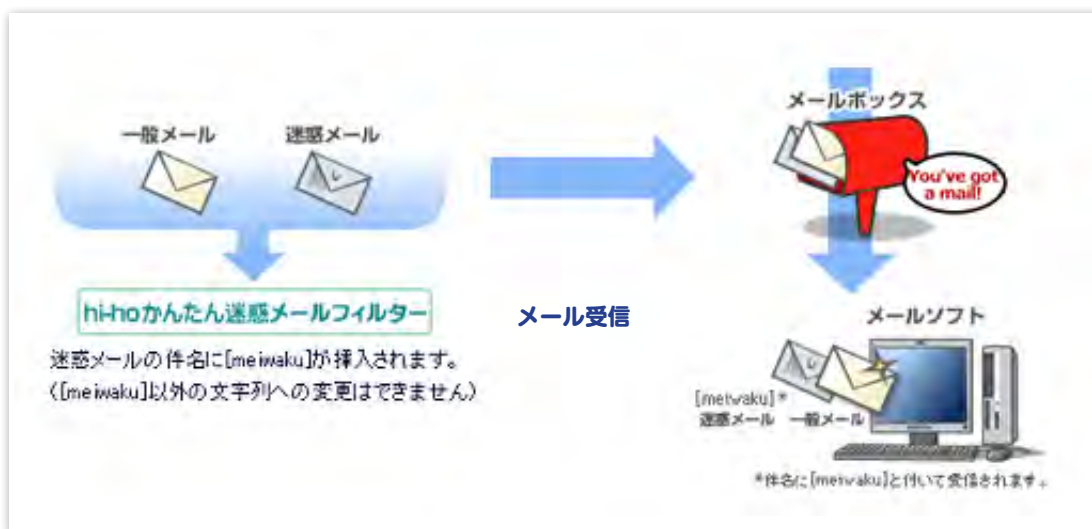 一般メール
迷惑メール
hi-hoかんたん迷惑メールフィルター
迷惑メールの件名に[meiwaku]が挿入されます。
([meiwaku]以外の文字列への変更はできません)
メール受信
メールボックス
You've got
a mail!
メールソフト
[meiwaku]*
迷惑メール 一般メール
*件名に[meiwaku]と付いて受信されます。